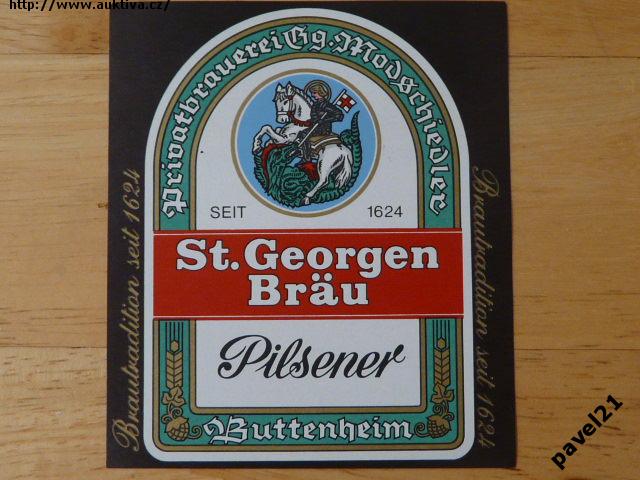 http://www.auktiva.cz/
Privatbrauerei Gg. Modschiedler
SEIT 1624
St. Georgen
Bräu
Pilsener
Buttenheim
Brautradition seit 1624
Brautradition seit 1624
pavel21